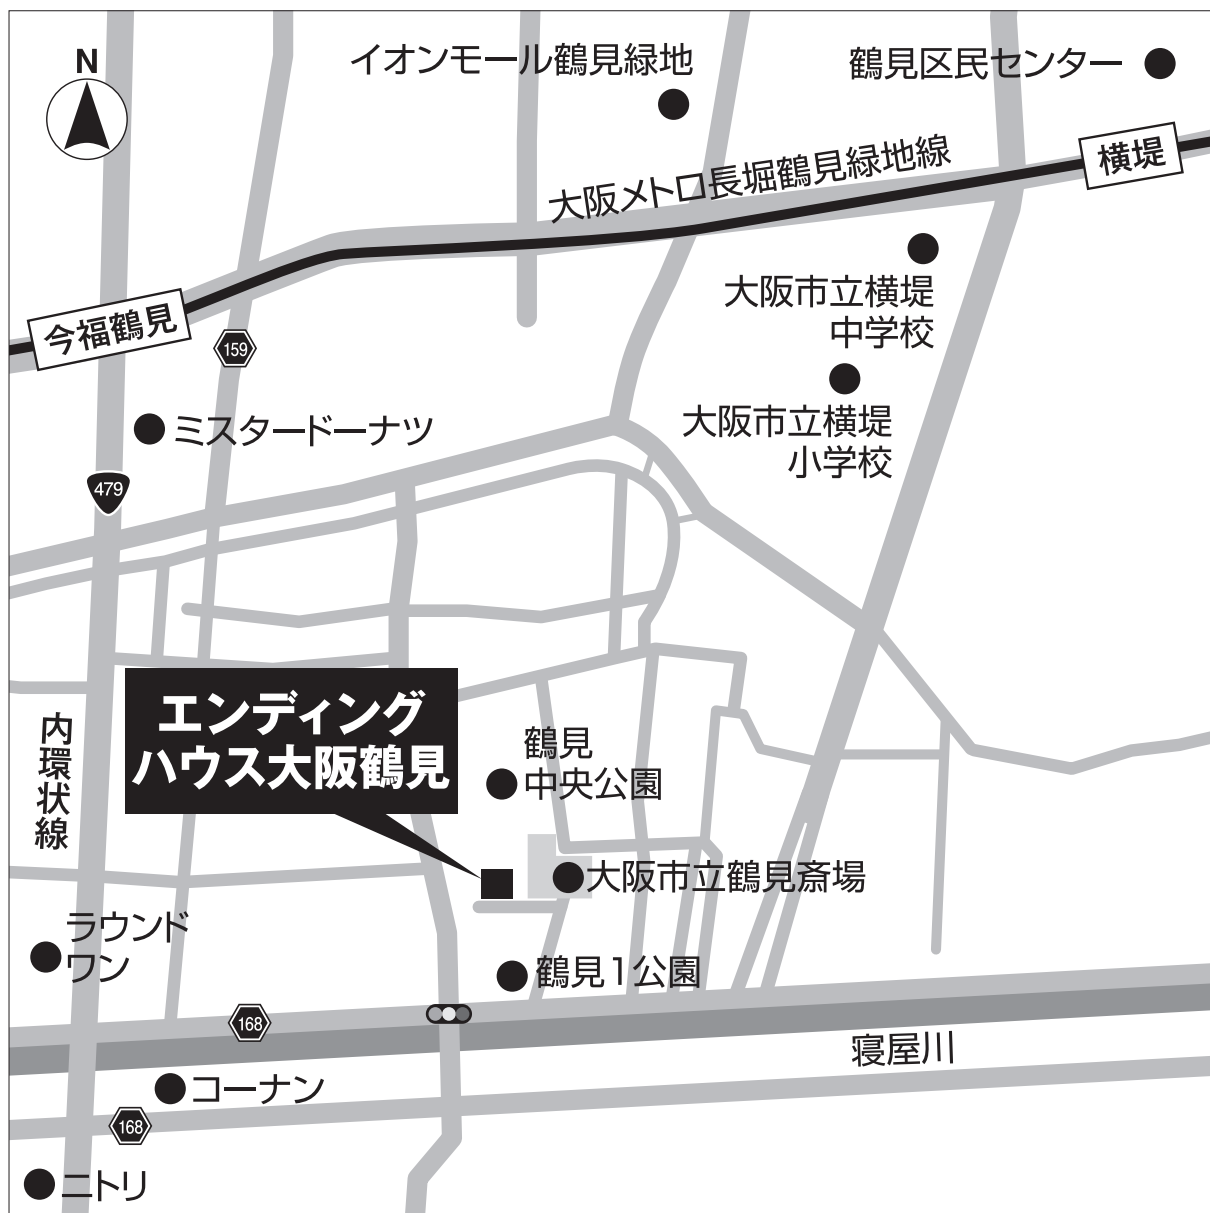 N
イオンモール鶴見緑地
鶴見区民センター
横堤
大阪メトロ長堀鶴見緑地線
大阪市立横堤
中学校
今福鶴見
159
大阪市立横堤
小学校
ミスタードーナツ
479
エンディング
ハウス大阪鶴見
内環状線
鶴見
中央公園
大阪市立鶴見斎場
ラウンド
ワン
鶴見1公園
168
寝屋川
コーナン
168
ニトリ